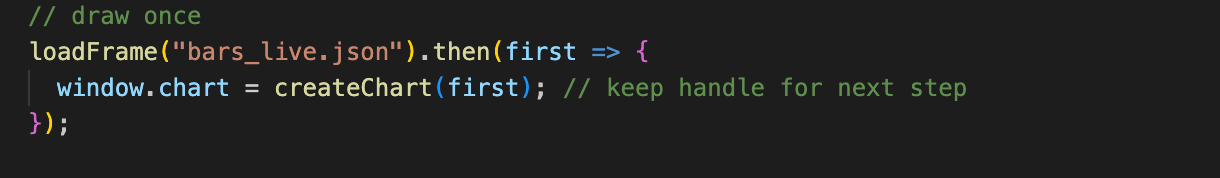 // draw once
loadFrame("bars_live.json").then(first => {
  window.chart = createChart(first); // keep handle for next step
});